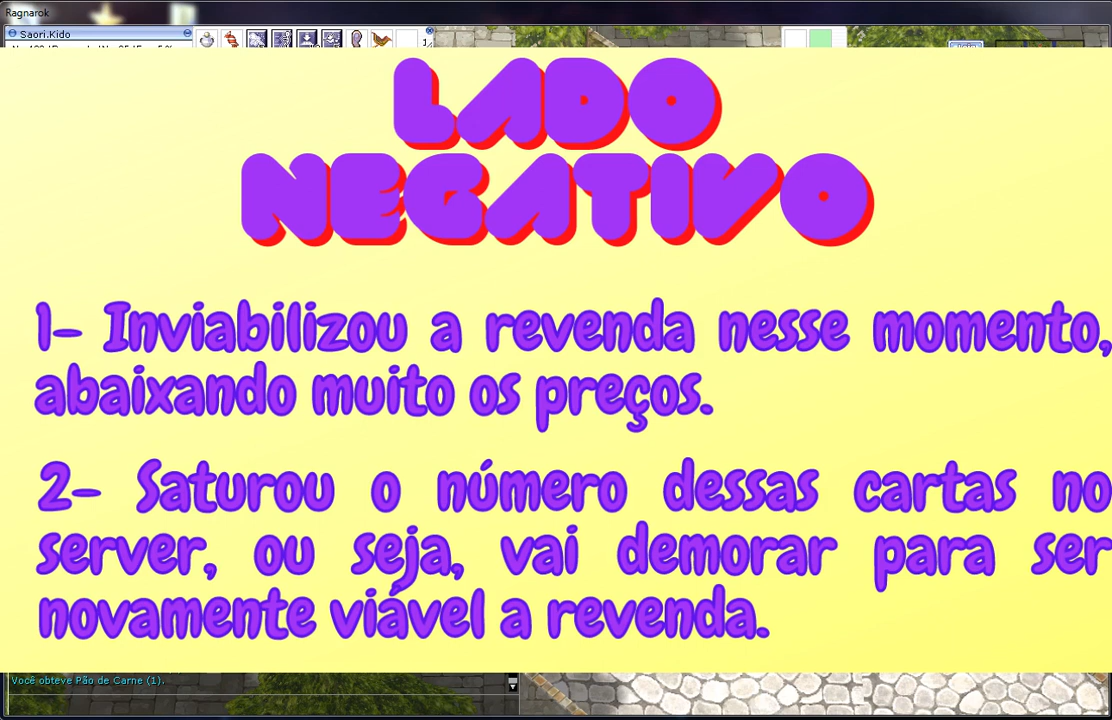 Ragnarok
Saori.Kido
LADO
NEGATIVO
1- Inviabilizou a revenda nesse momento,
abaixando muito os preços.
2- Saturou o número dessas cartas no
server, ou seja, vai demorar para ser
novamente viável a revenda.
Você obteve Pão de Carne (1).